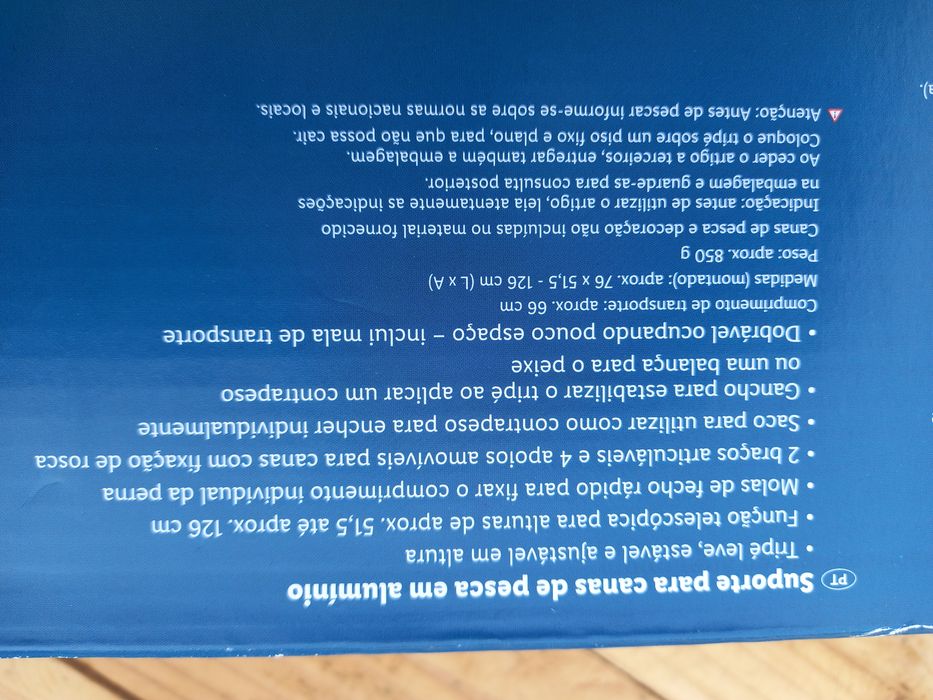 PT Suporte para canas de pesca em alumínio
• Tripé leve, estável e ajustável em altura
• Função telescópica para alturas de aprox. 51,5 até aprox. 126 cm
• Molas de fecho rápido para fixar o comprimento individual da perna
• 2 braços articuláveis e 4 apoios amovíveis para canas com fixação de rosca
• Saco para utilizar como contrapeso para encher individualmente
• Gancho para estabilizar o tripé ao aplicar um contrapeso
ou uma balança para o peixe
• Dobrável ocupando pouco espaço – inclui mala de transporte
Comprimento de transporte: aprox. 66 cm
Medidas (montado): aprox. 76 x 51,5 - 126 cm (L x A)
Peso: aprox. 850 g
Canas de pesca e decoração não incluídas no material fornecido
Indicação: antes de utilizar o artigo, leia atentamente as indicações
na embalagem e guarde-as para consulta posterior.
Ao ceder o artigo a terceiros, entregar também a embalagem.
Coloque o tripé sobre um piso fixo e plano, para que não possa cair.
Atenção: Antes de pescar informe-se sobre as normas nacionais e locais.